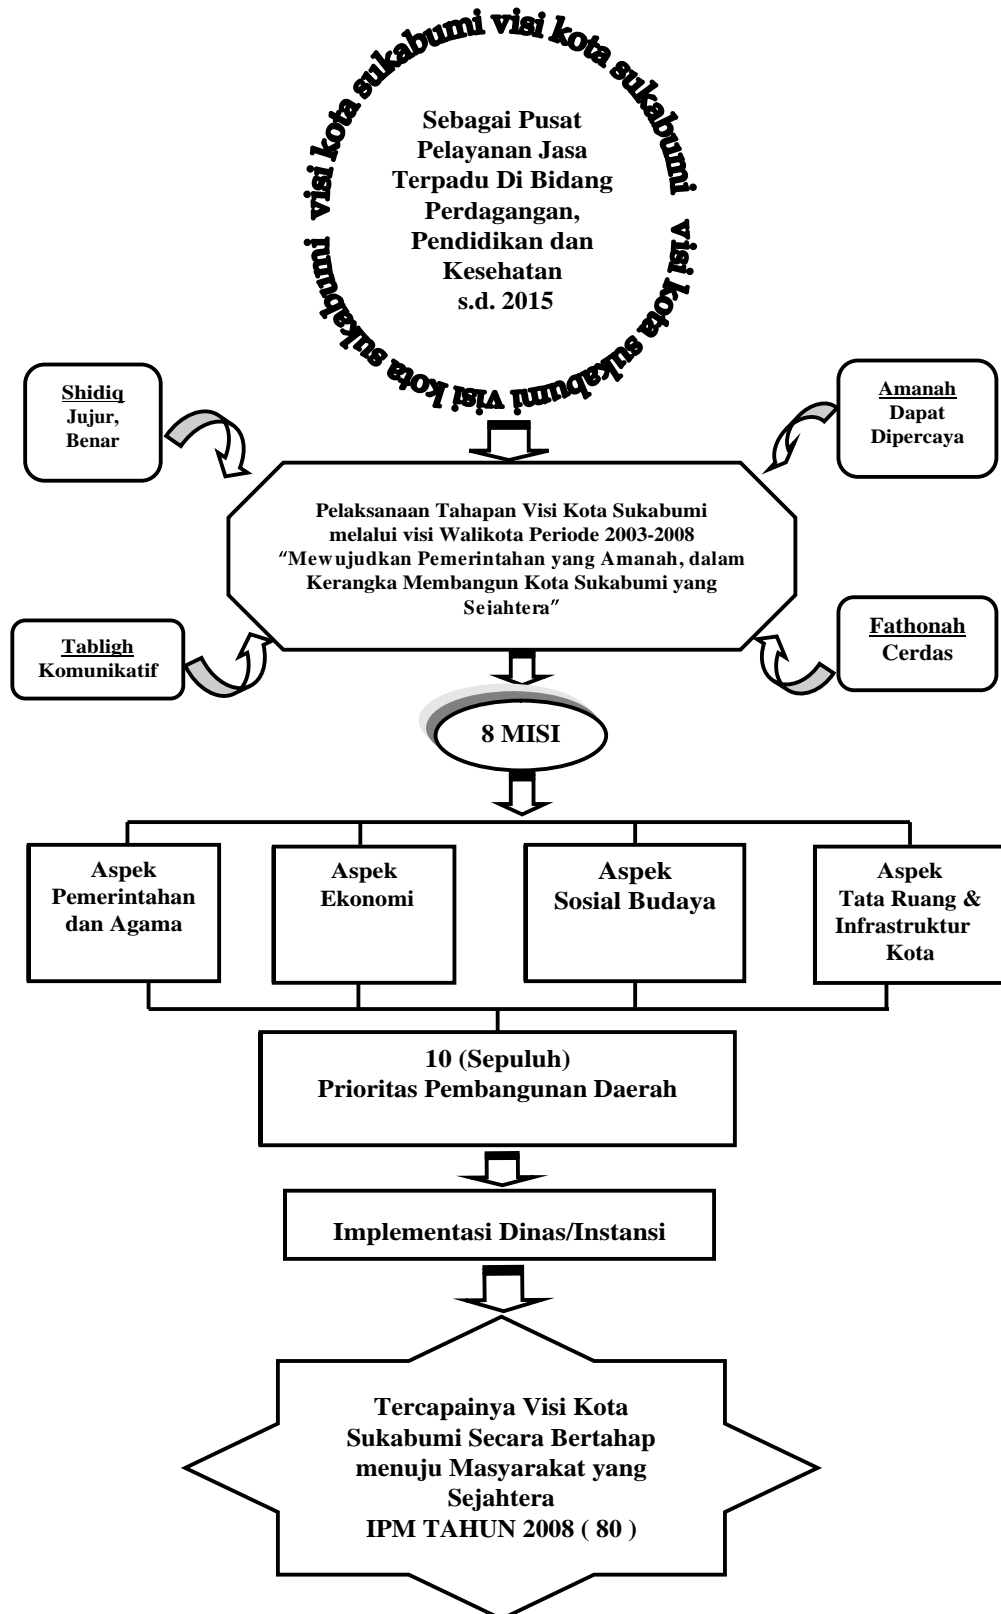 visi kota sukabumi visi kota sukabumi visi kota sukabumi visi kota sukabumi
Sebagai Pusat
Pelayanan Jasa
Terpadu Di Bidang
Perdagangan,
Pendidikan dan
Kesehatan
s.d. 2015
Shidiq
Jujur,
Benar
Amanah
Dapat
Dipercaya
Pelaksanaan Tahapan Visi Kota Sukabumi
melalui visi Walikota Periode 2003-2008
“Mewujudkan Pemerintahan yang Amanah, dalam
Kerangka Membangun Kota Sukabumi yang
Sejahtera”
Tabligh
Komunikatif
Fathonah
Cerdas
8 MISI
Aspek
Pemerintahan
dan Agama
Aspek
Ekonomi
Aspek
Sosial Budaya
Aspek
Tata Ruang &
Infrastruktur
Kota
10 (Sepuluh)
Prioritas Pembangunan Daerah
Implementasi Dinas/Instansi
Tercapainya Visi Kota
Sukabumi Secara Bertahap
menuju Masyarakat yang
Sejahtera
IPM TAHUN 2008 ( 80 )